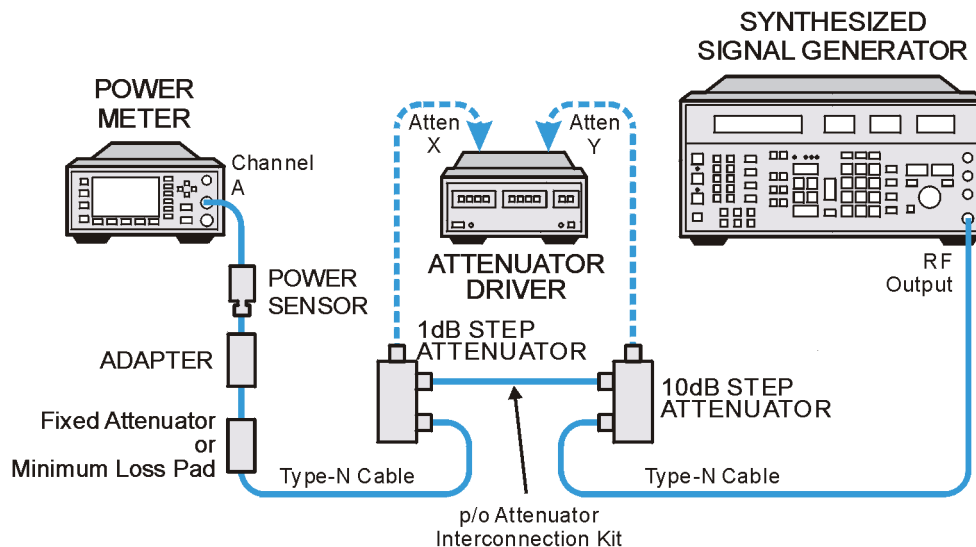 SYNTHESIZED
SIGNAL GENERATOR
POWER
METER
Channel
A
Atten
X
Atten
Y
ATTENUATOR
DRIVER
RF
Output
POWER
SENSOR
1dB STEP
ATTENUATOR
ADAPTER
10dB STEP
ATTENUATOR
Fixed Attenuator
or
Minimum Loss Pad
Type-N Cable
Type-N Cable
p/o Attenuator
Interconnection Kit